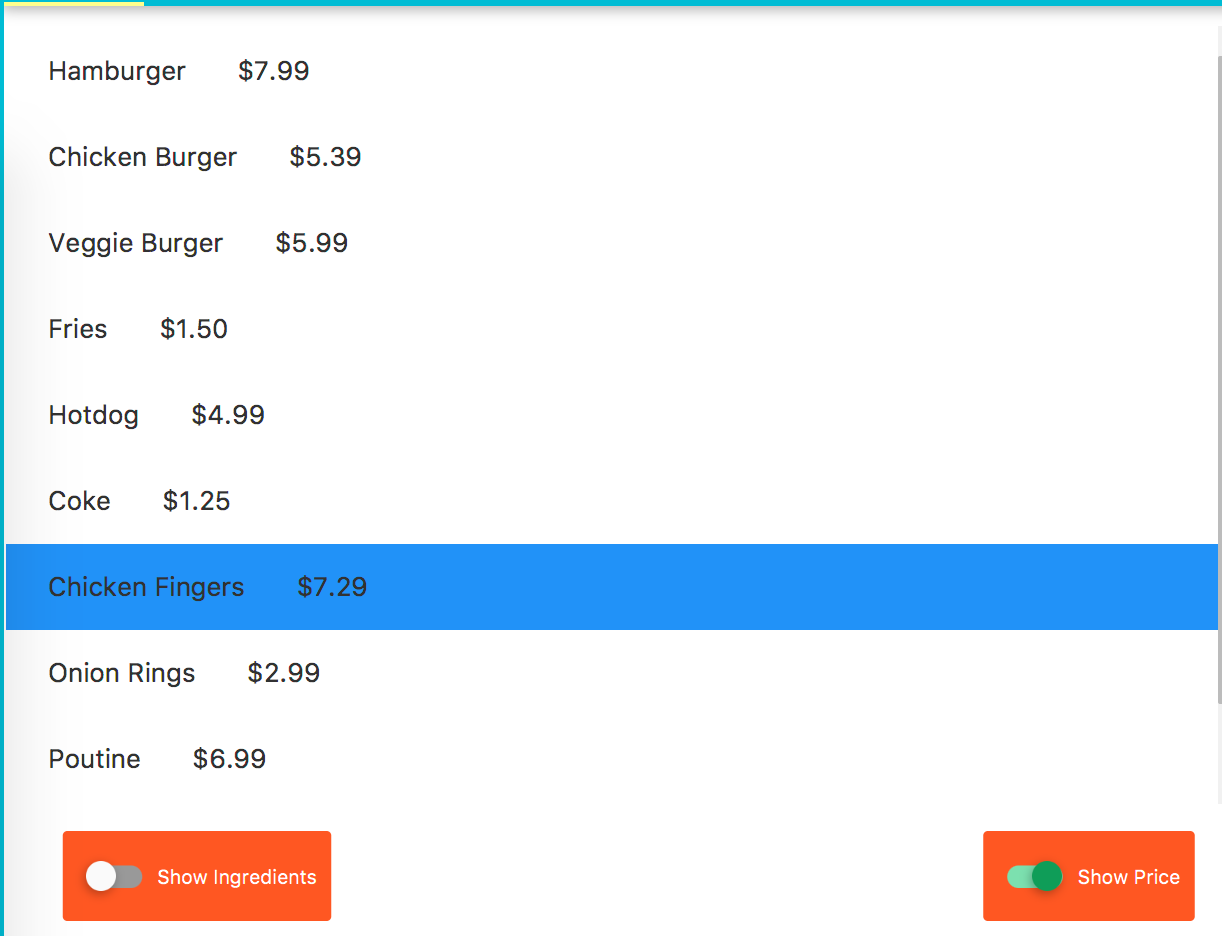 Hamburger $7.99
Chicken Burger $5.39
Veggie Burger $5.99
Fries $1.50
Hotdog $4.99
Coke $1.25
Chicken Fingers $7.29
Onion Rings $2.99
Poutine $6.99
Show Ingredients Show Price